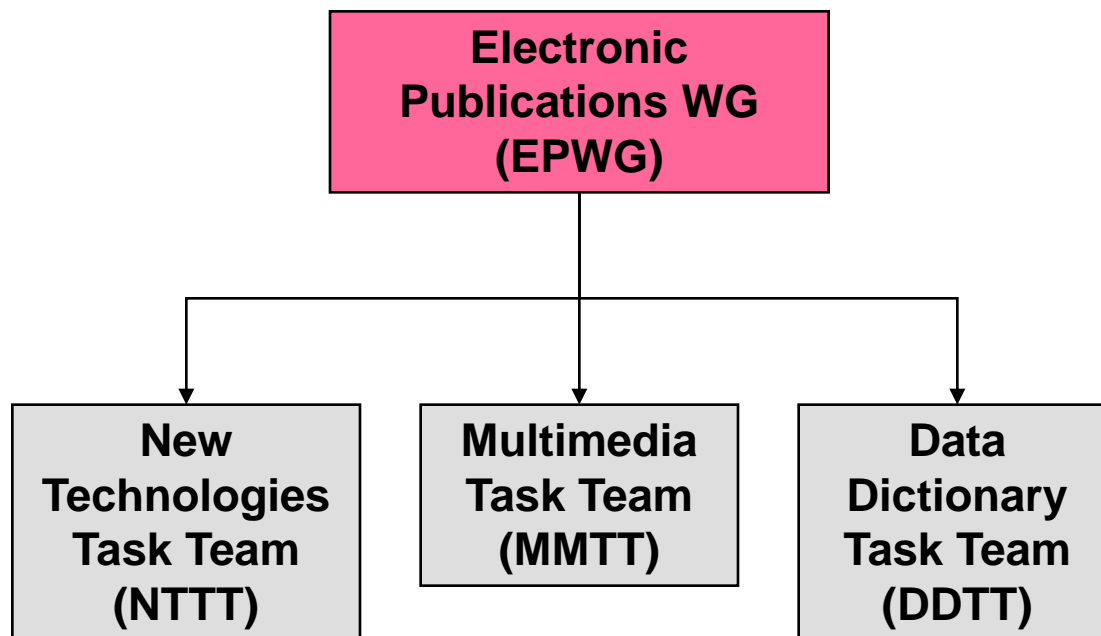 Electronic
Publications WG
(EPWG)
New
Technologies
Task Team
(NTTT)
Multimedia
Task Team
(MMTT)
Data
Dictionary
Task Team
(DDTT)